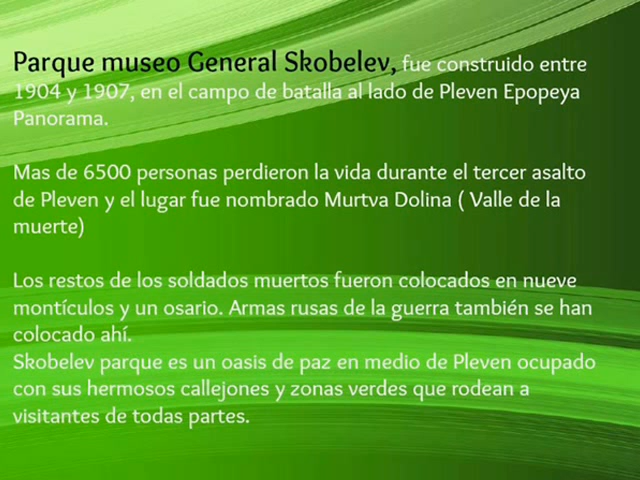 Parque museo General Skobelev, fue construido entre
1904 y 1907, en el campo de batalla al lado de Pleven Epopeya
Panorama.
Mas de 6500 personas perdieron la vida durante el tercer asalto
de Pleven y el lugar fue nombrado Murtva Dolina ( Valle de la
muerte)
Los restos de los soldados muertos fueron colocados en nueve
montículos y un osario. Armas rusas de la guerra también se han
colocado ahí.
Skobelev parque es un oasis de paz en medio de Pleven ocupado
con sus hermosos callejones y zonas verdes que rodean a
visitantes de todas partes.